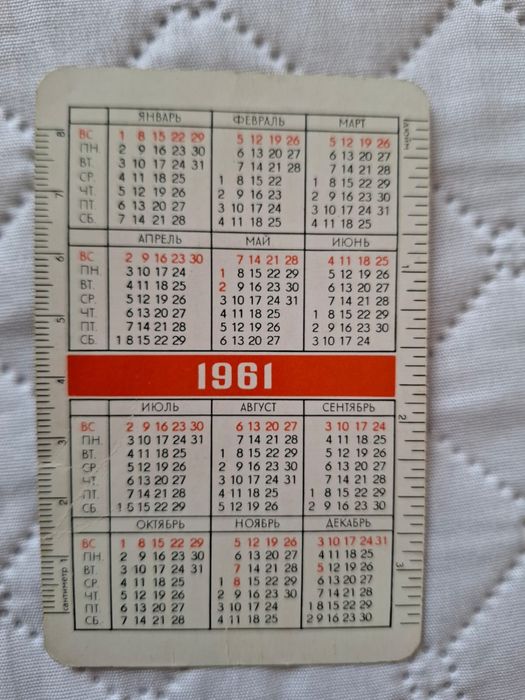 ЯНВАРЬ ФЕВРАЛЬ МАРТ
ВС 1 8 15 22 29 5 12 19 26 5 12 19 26
ПН. 2 9 16 23 30 6 13 20 27 6 13 20 27
ВТ. 3 10 17 24 31 7 14 21 28 7 14 21 28
СР. 4 11 18 25 1 8 15 22 1 8 15 22 29
ЧТ. 5 12 19 26 2 9 16 23 2 9 16 23 30
ПТ. 6 13 20 27 3 10 17 24 3 10 17 24 31
СБ. 7 14 21 28 4 11 18 25 4 11 18 25
АПРЕЛЬ МАЙ ИЮНЬ
ВС 2 9 16 23 30 7 14 21 28 4 11 18 25
ПН. 3 10 17 24 1 8 15 22 29 5 12 19 26
ВТ. 4 11 18 25 2 9 16 23 30 6 13 20 27
СР. 5 12 19 26 3 10 17 24 31 7 14 21 28
ЧТ. 6 13 20 27 4 11 18 25 1 8 15 22 29
ПТ. 7 14 21 28 5 12 19 26 2 9 16 23 30
СБ. 1 8 15 22 29 6 13 20 27 3 10 17 24
1961
ИЮЛЬ АВГУСТ СЕНТЯБРЬ
ВС 2 9 16 23 30 6 13 20 27 3 10 17 24
ПН. 3 10 17 24 31 7 14 21 28 4 11 18 25
ВТ. 4 11 18 25 1 8 15 22 29 5 12 19 26
СР. 5 12 19 26 2 9 16 23 30 6 13 20 27
ЧТ. 6 13 20 27 3 10 17 24 31 7 14 21 28
ПТ. 7 14 21 28 4 11 18 25 1 8 15 22 29
СБ. 1 8 15 22 29 5 12 19 26 2 9 16 23 30
ОКТЯБРЬ НОЯБРЬ ДЕКАБРЬ
ВС 1 8 15 22 29 5 12 19 26 3 10 17 24 31
ПН. 2 9 16 23 30 6 13 20 27 4 11 18 25
ВТ. 3 10 17 24 31 7 14 21 28 5 12 19 26
СР. 4 11 18 25 1 8 15 22 29 6 13 20 27
ЧТ. 5 12 19 26 2 9 16 23 30 7 14 21 28
ПТ. 6 13 20 27 3 10 17 24 1 8 15 22 29
СБ. 7 14 21 28 4 11 18 25 2 9 16 23 30
сантиметр 1 2 3 4 5 6 7 8
1 2 3